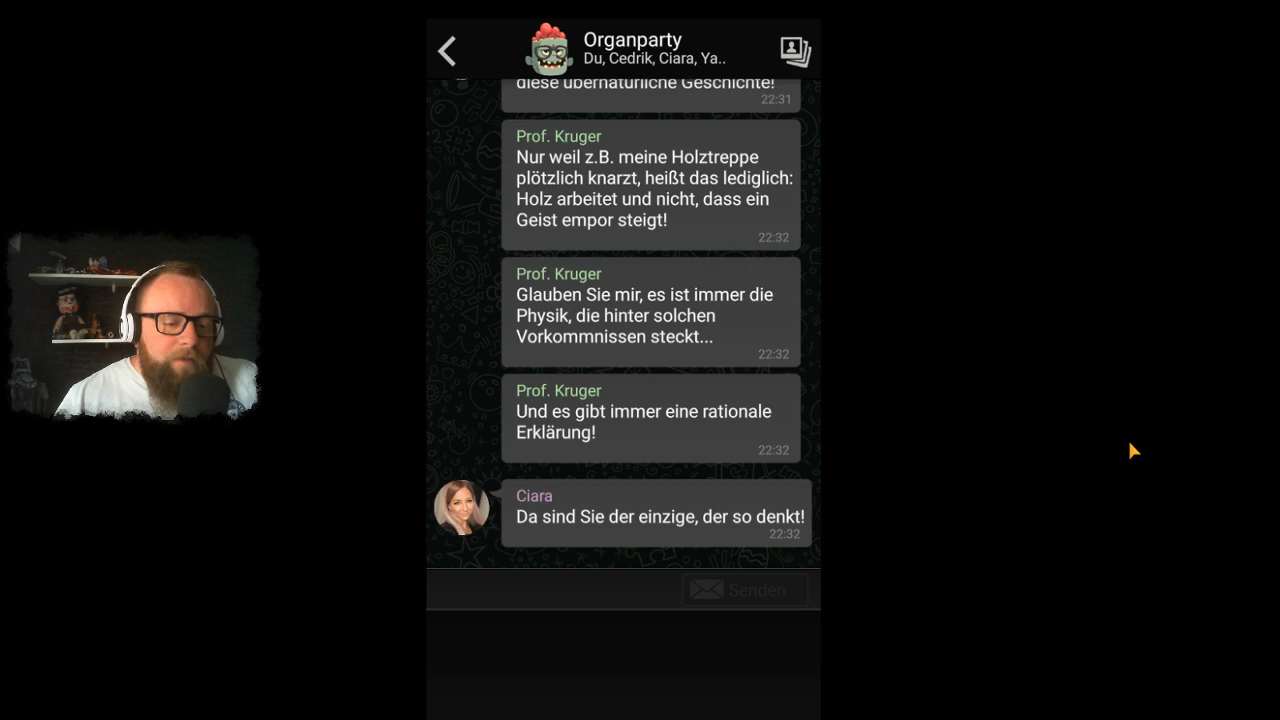 Organparty
Du, Cedrik, Ciara, Ya..
diese übernatürliche Geschichte!
22:31
Prof. Kruger
Nur weil z.B. meine Holztreppe
plötzlich knarzt, heißt das lediglich:
Holz arbeitet und nicht, dass ein
Geist empor steigt!
22:32
Prof. Kruger
Glauben Sie mir, es ist immer die
Physik, die hinter solchen
Vorkommnissen steckt...
22:32
Prof. Kruger
Und es gibt immer eine rationale
Erklärung!
22:32
Ciara
Da sind Sie der einzige, der so denkt!
22:32
Senden